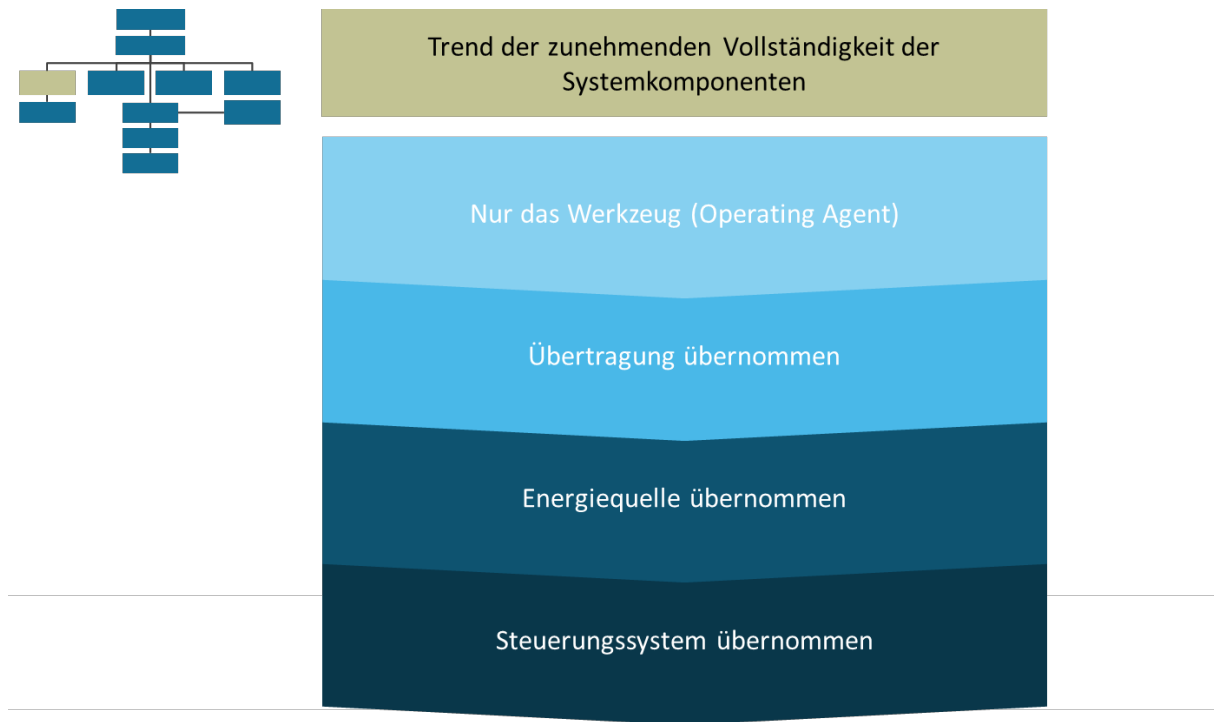 Trend der zunehmenden Vollständigkeit der
Systemkomponenten
Nur das Werkzeug (Operating Agent)
Übertragung übernommen
Energiequelle übernommen
Steuerungssystem übernommen